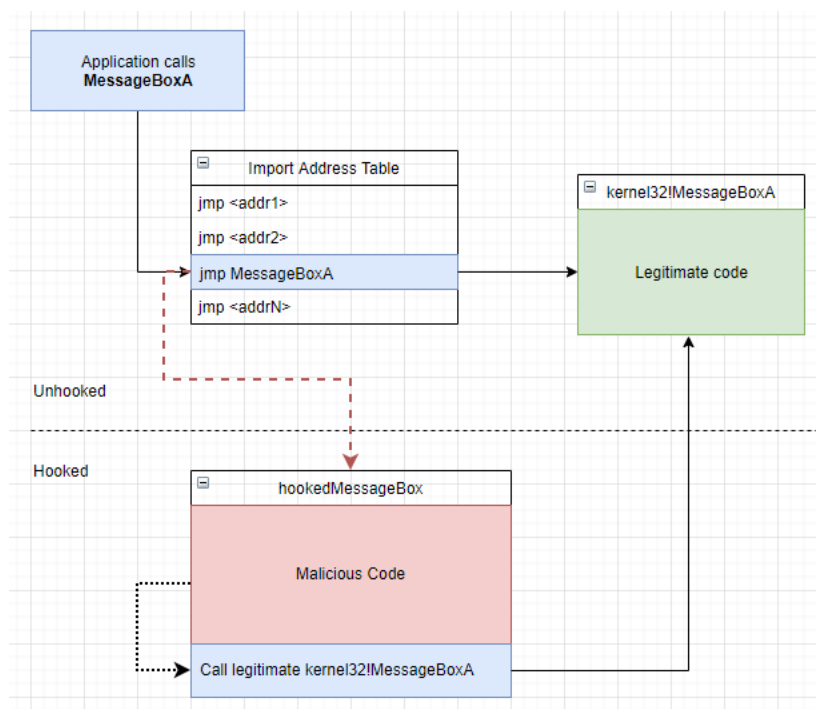 Application calls
MessageBoxA
Import Address Table
jmp <addr1>
jmp <addr2>
jmp MessageBoxA
jmp <addrN>
kernel32!MessageBoxA
Legitimate code
Unhooked
Hooked
hookedMessageBox
Malicious Code
Call legitimate kernel32!MessageBoxA